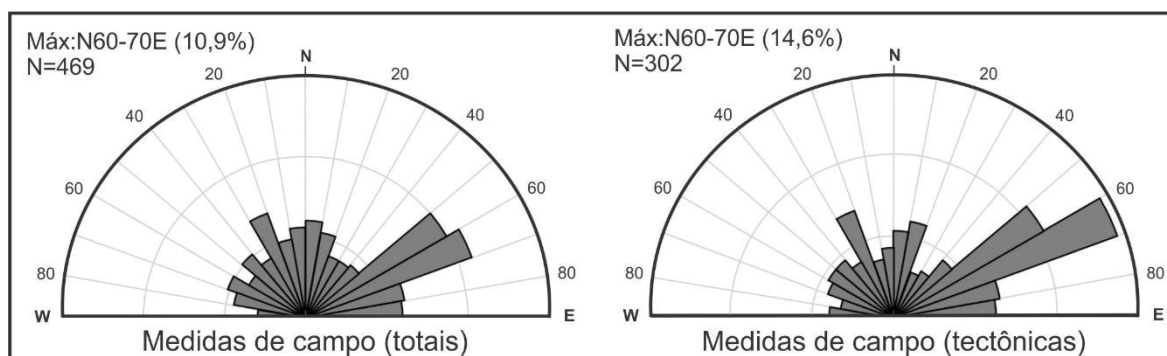 Máx:N60-70E (10,9%)
N=469
N
20
20
40
40
60
60
80
80
W
E
Medidas de campo (totais)
Máx:N60-70E (14,6%)
N=302
N
20
20
40
40
60
60
80
80
W
E
Medidas de campo (tectônicas)